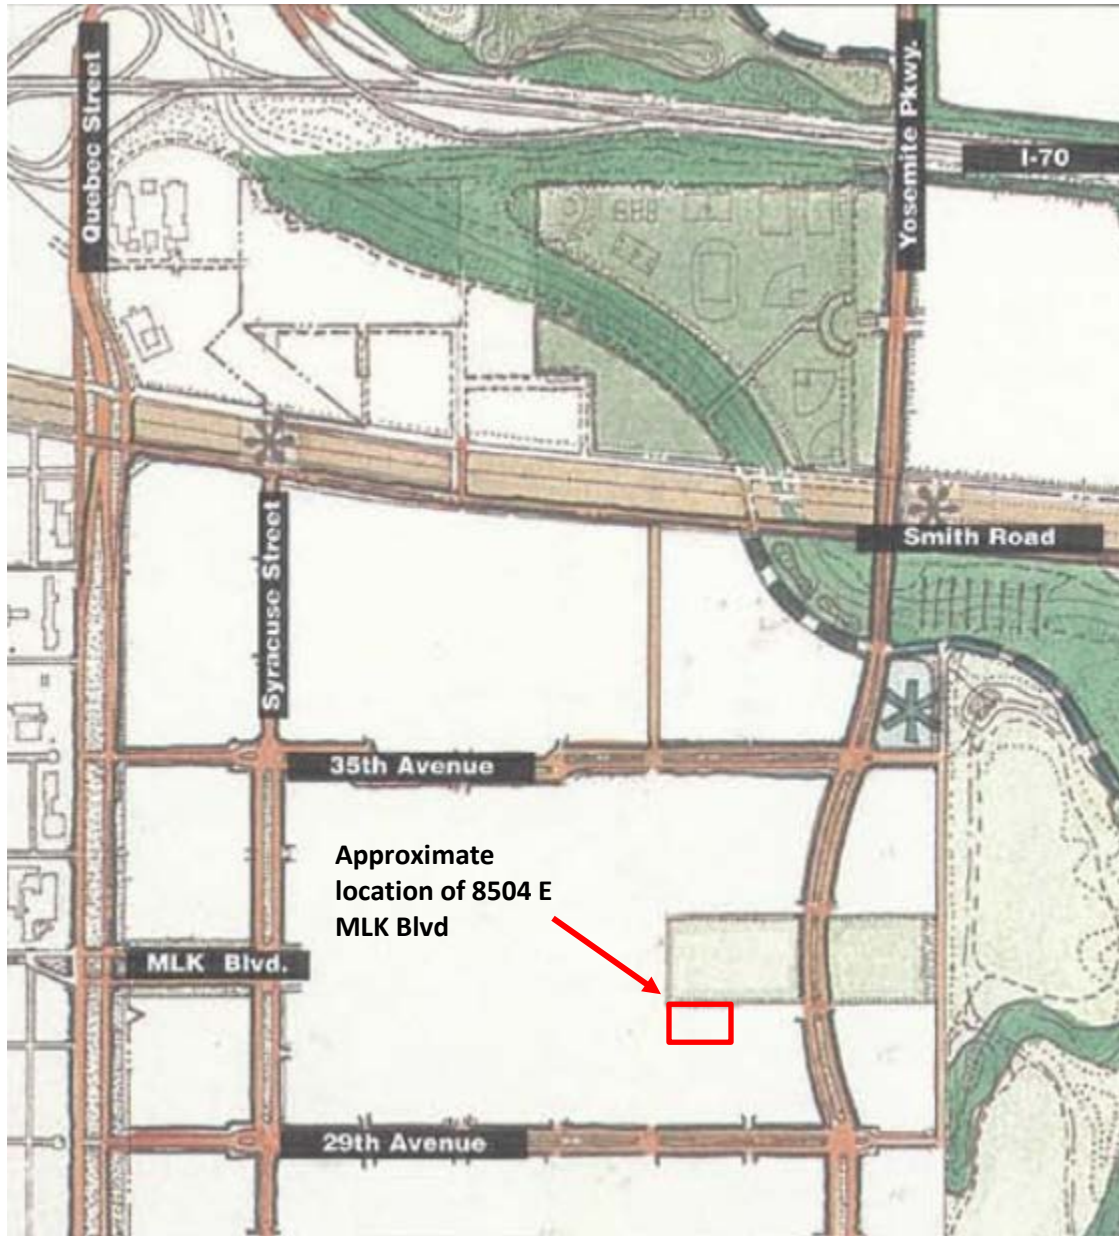 Quebec Street
Yosemite Pkwy.
I-70
Smith Road
Syracuse Street
35th Avenue
Approximate
location of 8504 E
MLK Blvd
MLK Blvd.
29th Avenue